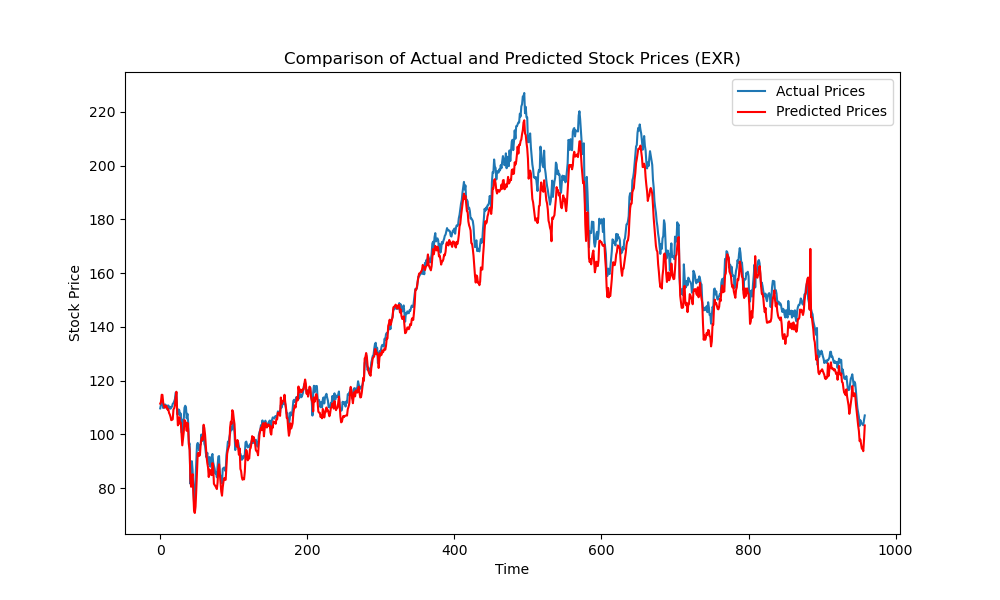 Comparison of Actual and Predicted Stock Prices (EXR)
Actual Prices
Predicted Prices
Stock Price
220
200
180
160
140
120
100
80
0 200 400 600 800 1000
Time